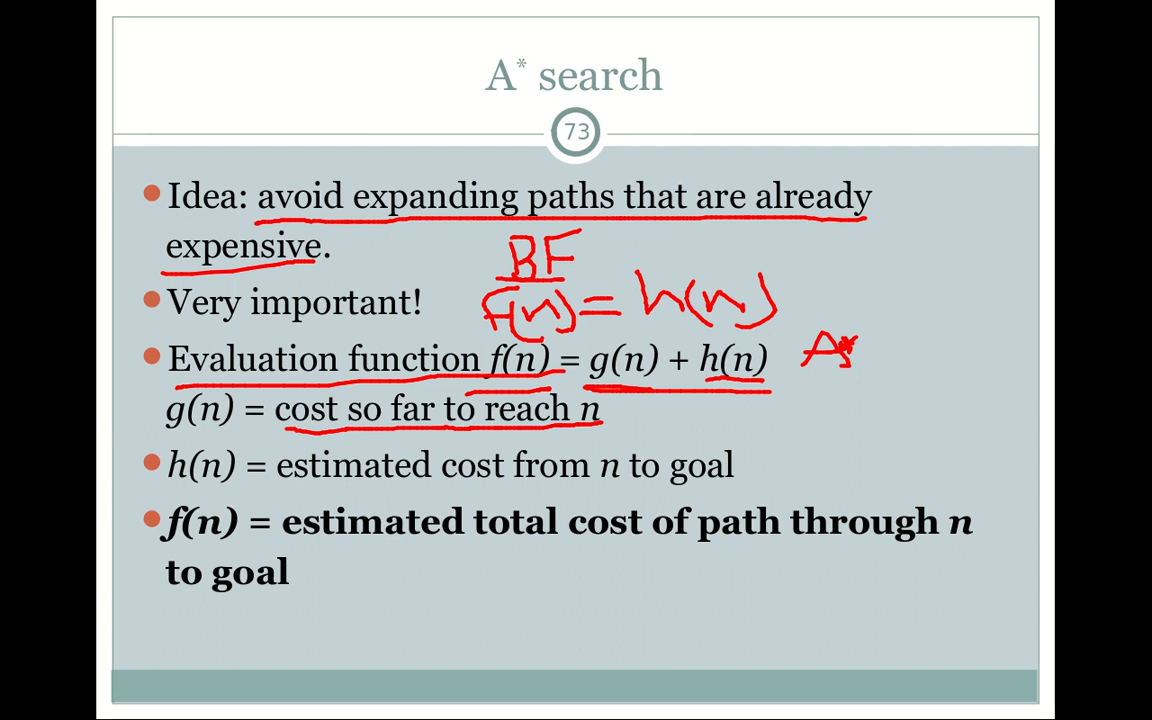 A* search
73
Idea: avoid expanding paths that are already
expensive.
BF
Very important!
f(n) = h(n)
Evaluation function f(n) = g(n) + h(n)
A*
g(n) = cost so far to reach n
h(n) = estimated cost from n to goal
f(n) = estimated total cost of path through n
to goal